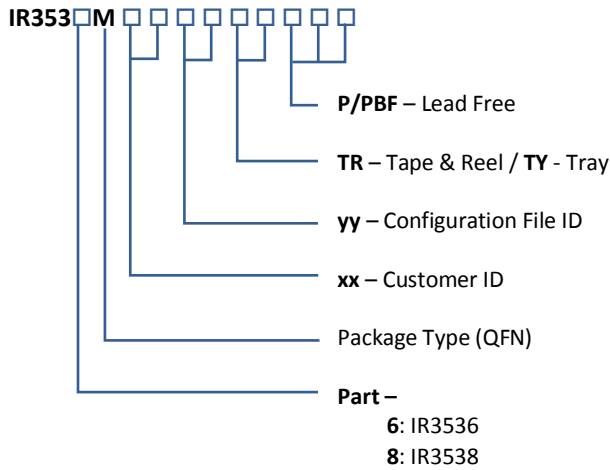 IR353□M□□□□□□□□□
P/PBF – Lead Free
TR – Tape & Reel / TY - Tray
yy – Configuration File ID
xx – Customer ID
Package Type (QFN)
Part –
6: IR3536
8: IR3538